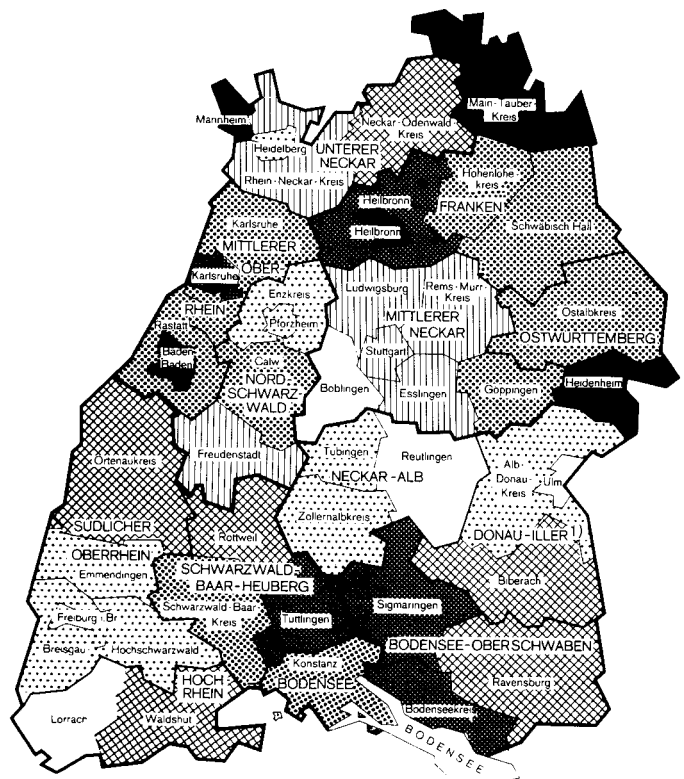 Main-Tauber-
Kreis
Mannheim
Neckar-Odenwald-
Kreis
Heidelberg
UNTERER
NECKAR
Rhein-Neckar-Kreis
Hohenlohe
kreis
Heilbronn
FRANKEN
Heilbronn
Schwäbisch Hall
Karlsruhe
MITTLERER
OBER
Karlsruhe
RHEIN
Rastatt
Baden-
Baden
Enzkreis
Pforzheim
Ludwigsburg
Rems-Murr-
Kreis
MITTLERER
NECKAR
Stuttgart
Ostalbkreis
OSTWÜRTTEMBERG
Calw
NORD
SCHWARZ
WALD
Böblingen
Esslingen
Göppingen
Heidenheim
Freudenstadt
Ortenaukreis
Tübingen
Reutlingen
NECKAR-ALB
Zollernalbkreis
Alb-
Donau-
Kreis
Ulm
DONAU-ILLER
SÜDLICHER
OBERRHEIN
Emmendingen
Rottweil
SCHWARZWALD-
BAAR-HEUBERG
Schwarzwald-Baar
Kreis
Biberach
Freiburg i.Br
Breisgau-
Hochschwarzwald
Tuttlingen
Sigmaringen
Konstanz
BODENSEE
BODENSEE-OBERSCHWABEN
Ravensburg
HOCH
RHEIN
Lörrach
Waldshut
Bodenseekreis
BODENSEE